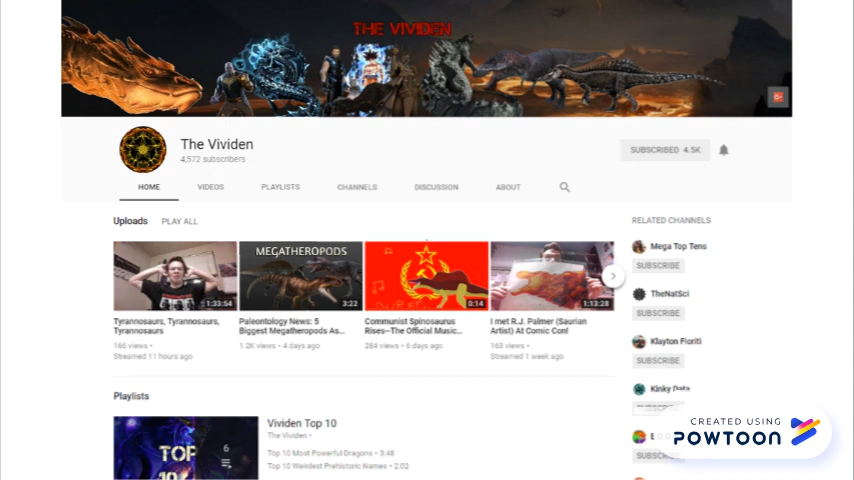 THE VIVIDEN
The Vividen
4,572 subscribers
SUBSCRIBED 4.5K
HOME VIDEOS PLAYLISTS CHANNELS DISCUSSION ABOUT
Uploads PLAY ALL
RELATED CHANNELS
MEGATHEROPODS
1:33:54
3:22
0:14
1:13:28
Tyrannosaurs, Tyrannosaurs,
Tyrannosaurs
166 views •
Streamed 11 hours ago
Paleontology News: 5
Biggest Megatheropods As...
1.2K views • 4 days ago
Communist Spinosaurus
Rises--The Official Music...
284 views • 6 days ago
I met R.J. Palmer (Saurian
Artist) At Comic Con!
163 views •
Streamed 1 week ago
Mega Top Tens
SUBSCRIBE
TheNatSci
SUBSCRIBE
Klayton Fioriti
SUBSCRIBE
Kinky Data
SUBSCRIBE
Playlists
TOP
6
Vividen Top 10
The Vividen •
Top 10 Most Powerful Dragons • 3:48
Top 10 Weirdest Prehistoric Names • 2:02
CREATED USING
POWTOON